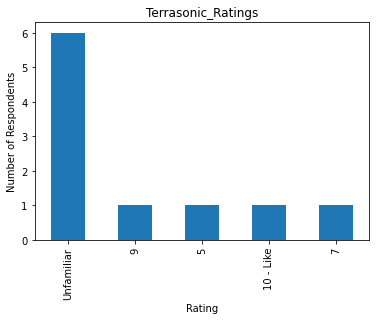 Terrasonic_Ratings
Number of Respondents
6
5
4
3
2
1
0
Unfamiliar
9
5
10 - Like
7
Rating